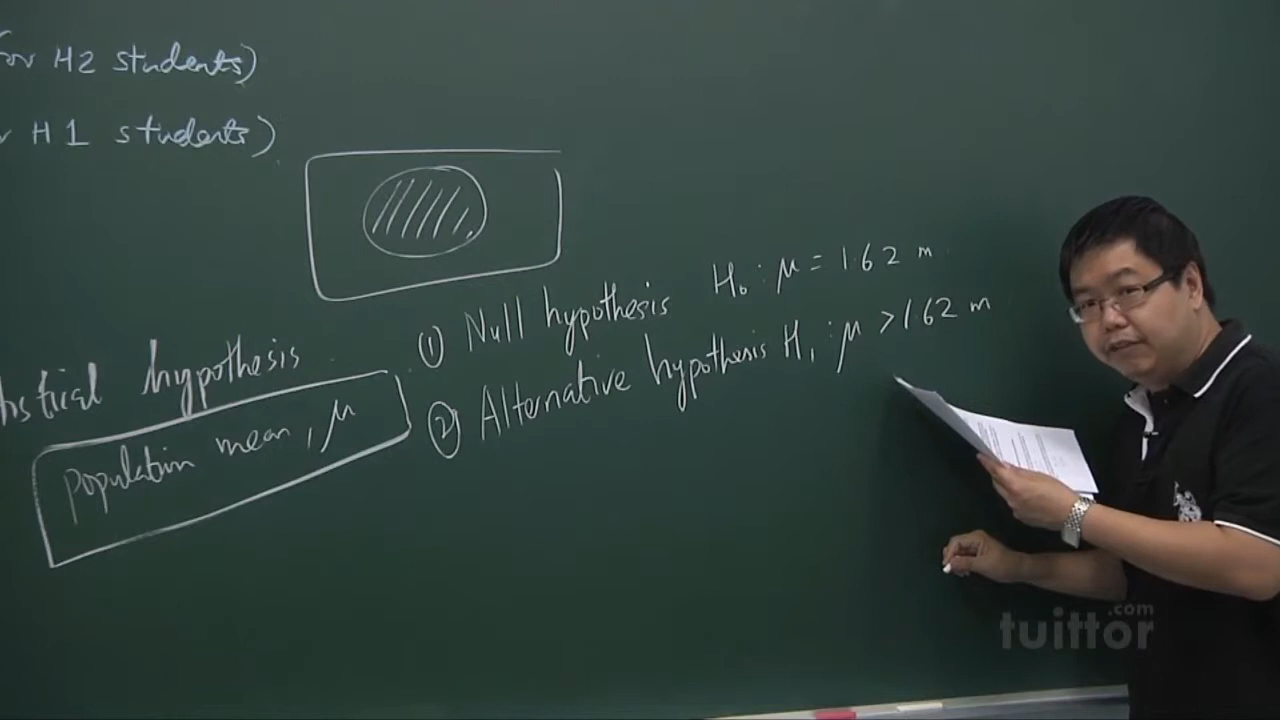 for H2 students)
H1 students)
① Null hypothesis H₀ : μ = 1.62 m
② Alternative hypothesis H₁ : μ > 1.62 m
hypothesis
population mean, μ
tuittor.com